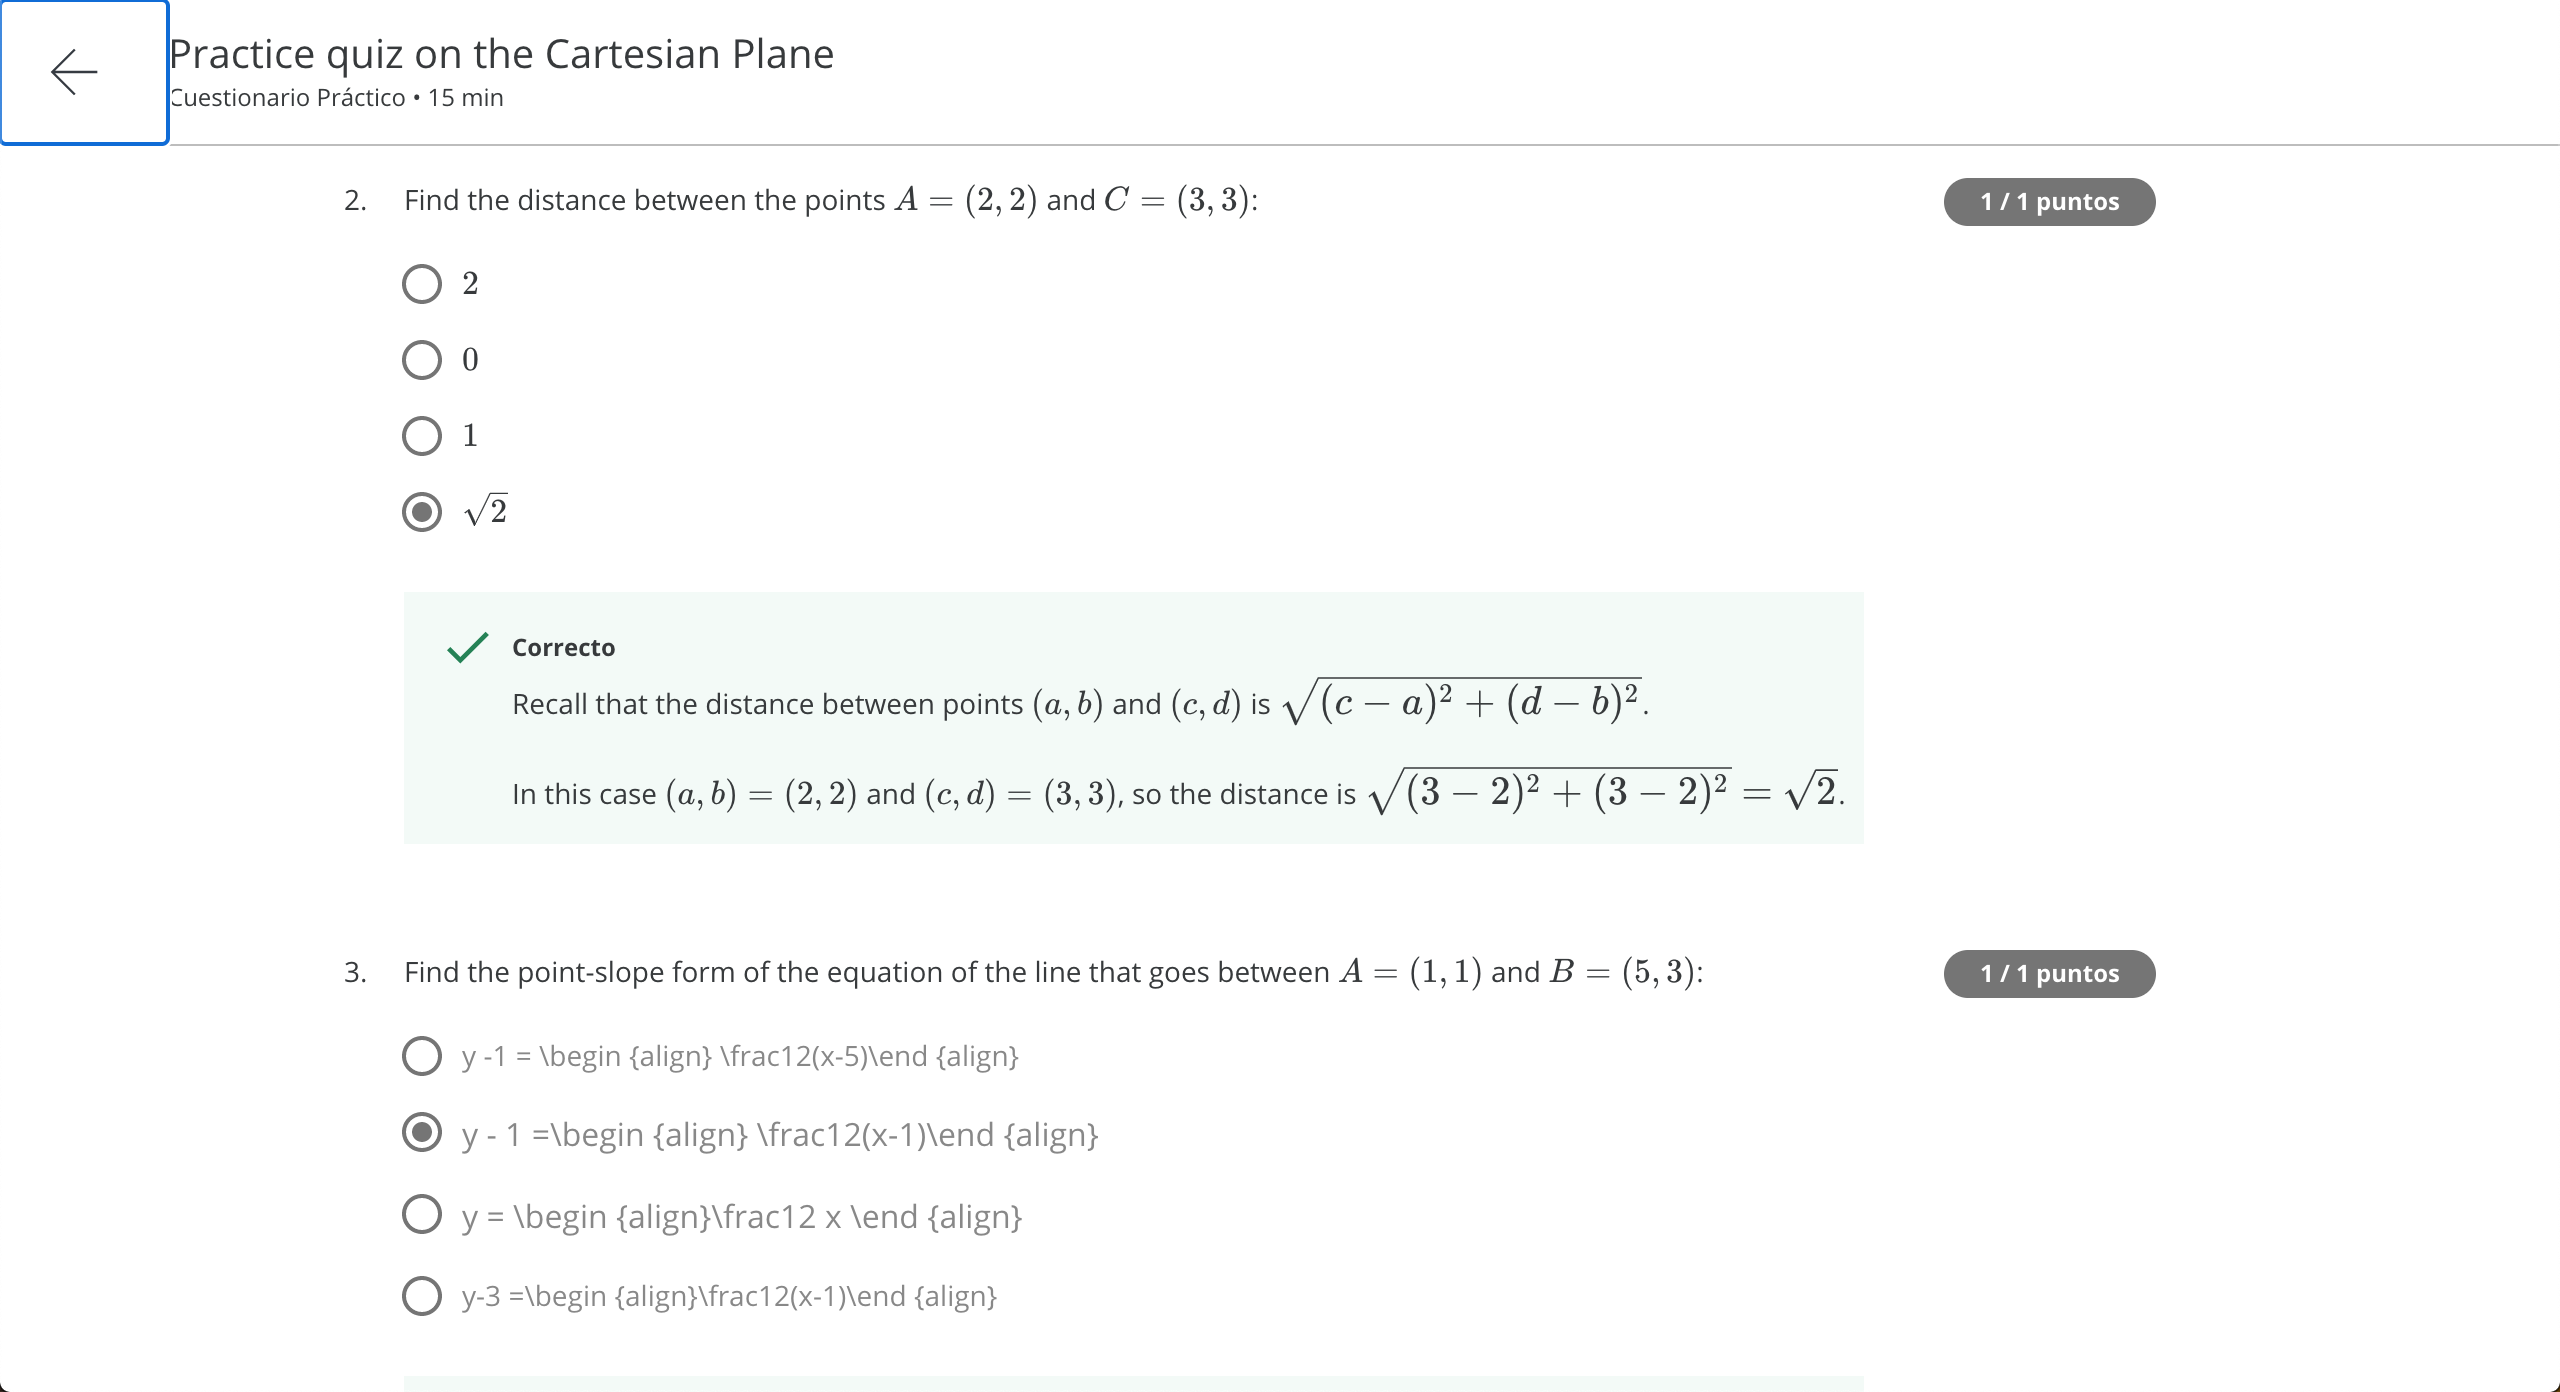 Practice quiz on the Cartesian Plane
Cuestionario Práctico • 15 min
2. Find the distance between the points A = (2, 2) and C = (3, 3):
1 / 1 puntos
2
0
1
√2
Correcto
Recall that the distance between points (a, b) and (c, d) is √((c − a)² + (d − b)²).
In this case (a, b) = (2, 2) and (c, d) = (3, 3), so the distance is √((3 − 2)² + (3 − 2)²) = √2.
3. Find the point-slope form of the equation of the line that goes between A = (1, 1) and B = (5, 3):
1 / 1 puntos
y -1 = \begin {align} \frac12(x-5)\end {align}
y - 1 =\begin {align} \frac12(x-1)\end {align}
y = \begin {align}\frac12 x \end {align}
y-3 =\begin {align}\frac12(x-1)\end {align}